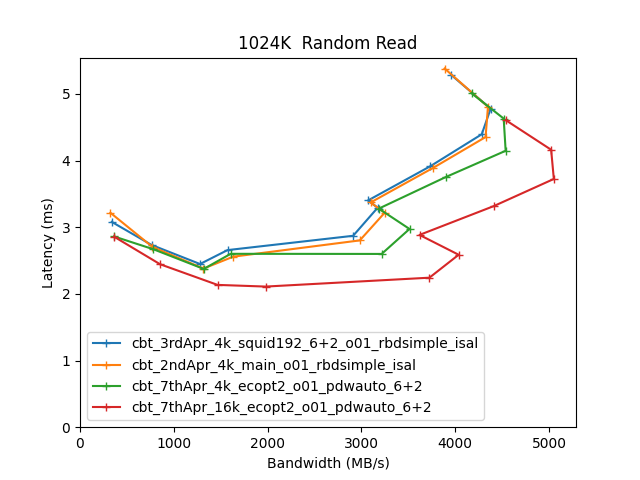 1024K  Random Read
Latency (ms)
5
4
3
2
1
0
cbt_3rdApr_4k_squid192_6+2_o01_rbdsimple_isal
cbt_2ndApr_4k_main_o01_rbdsimple_isal
cbt_7thApr_4k_ecopt2_o01_pdwauto_6+2
cbt_7thApr_16k_ecopt2_o01_pdwauto_6+2
0 1000 2000 3000 4000 5000
Bandwidth (MB/s)